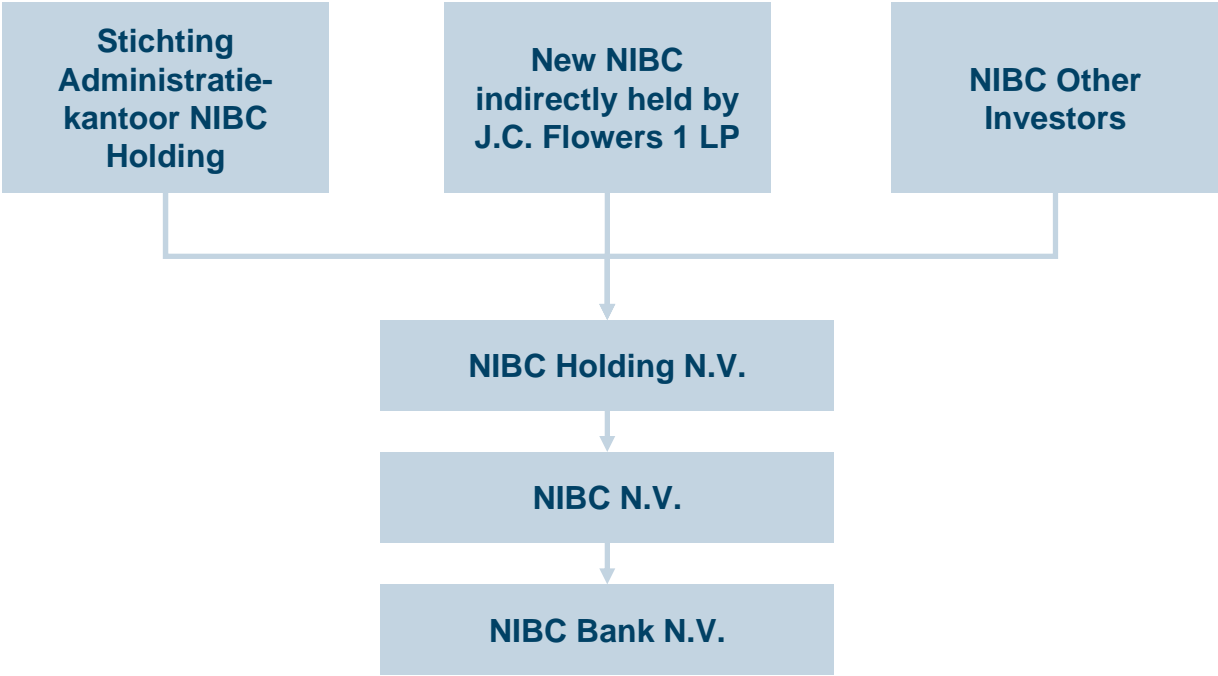 Stichting
Administratie-
kantoor NIBC
Holding
New NIBC
indirectly held by
J.C. Flowers 1 LP
NIBC Other
Investors
NIBC Holding N.V.
NIBC N.V.
NIBC Bank N.V.